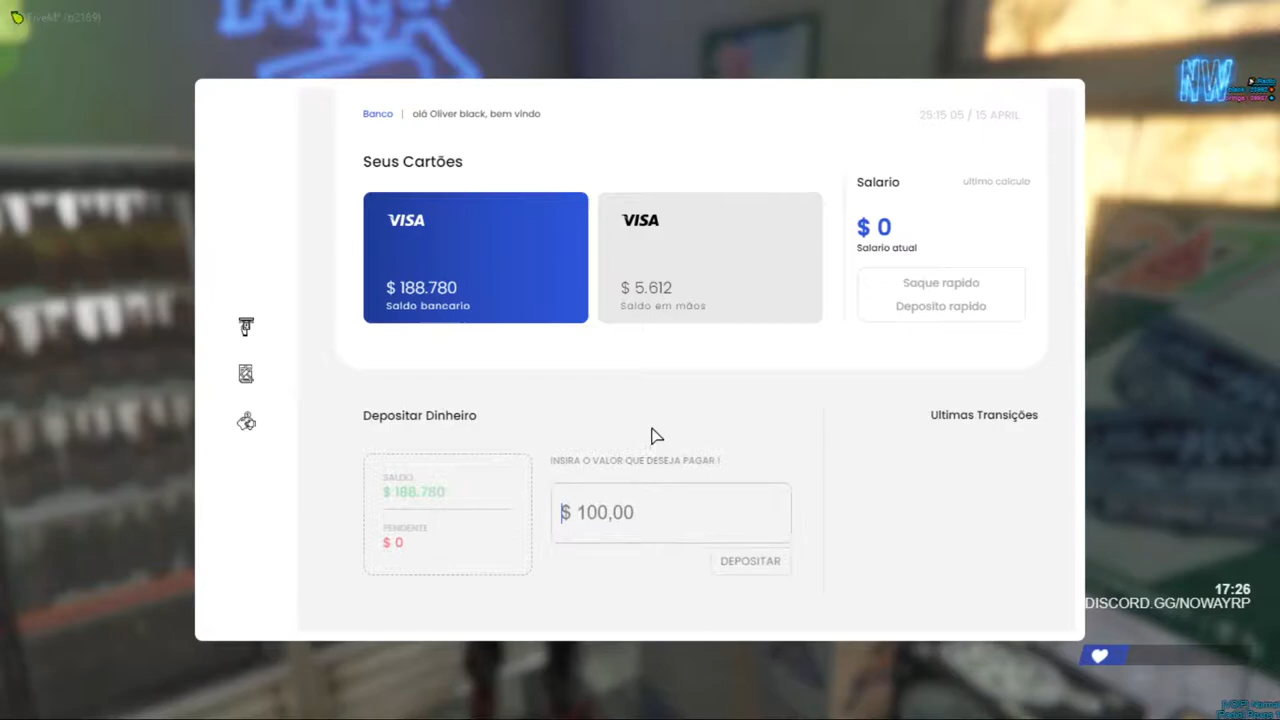 FiveM® (b2189)
NW
Banco | olá Oliver black, bem vindo
25:15 05 / 15 APRIL
Seus Cartões
VISA
$ 188.780
Saldo bancario
VISA
$ 5.612
Saldo em mãos
Salario
ultimo calculo
$ 0
Salario atual
Saque rapido
Deposito rapido
Depositar Dinheiro
SALDO
$ 188.780
PENDENTE
$ 0
INSIRA O VALOR QUE DESEJA PAGAR !
$ 100,00
DEPOSITAR
Ultimas Transições
17:26
DISCORD.GG/NOWAYRP